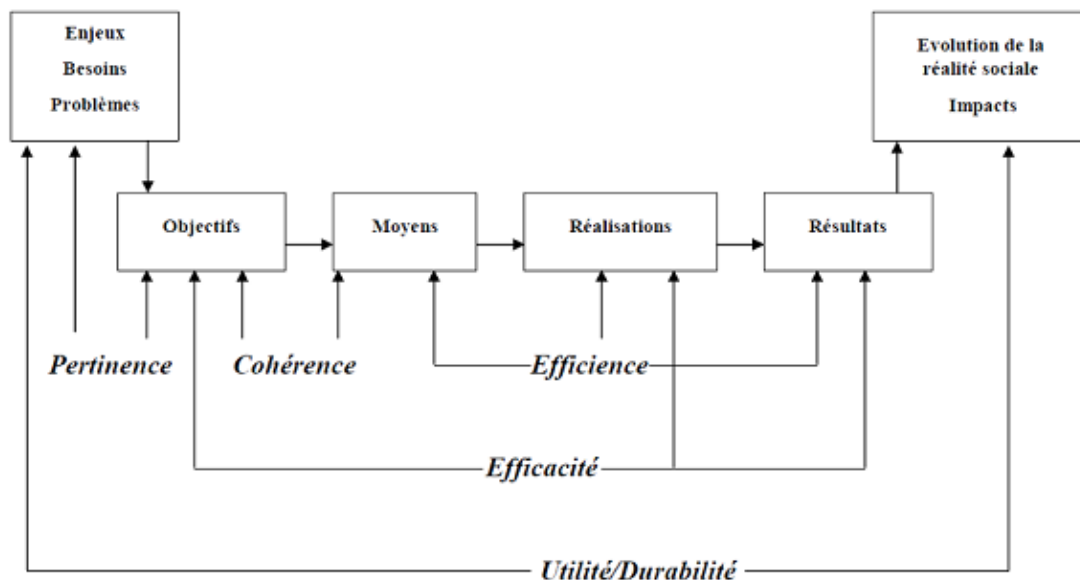 Enjeux
Besoins
Problèmes
Evolution de la
réalité sociale
Impacts
Objectifs
Moyens
Réalisations
Résultats
Pertinence
Cohérence
Efficience
Efficacité
Utilité/Durabilité